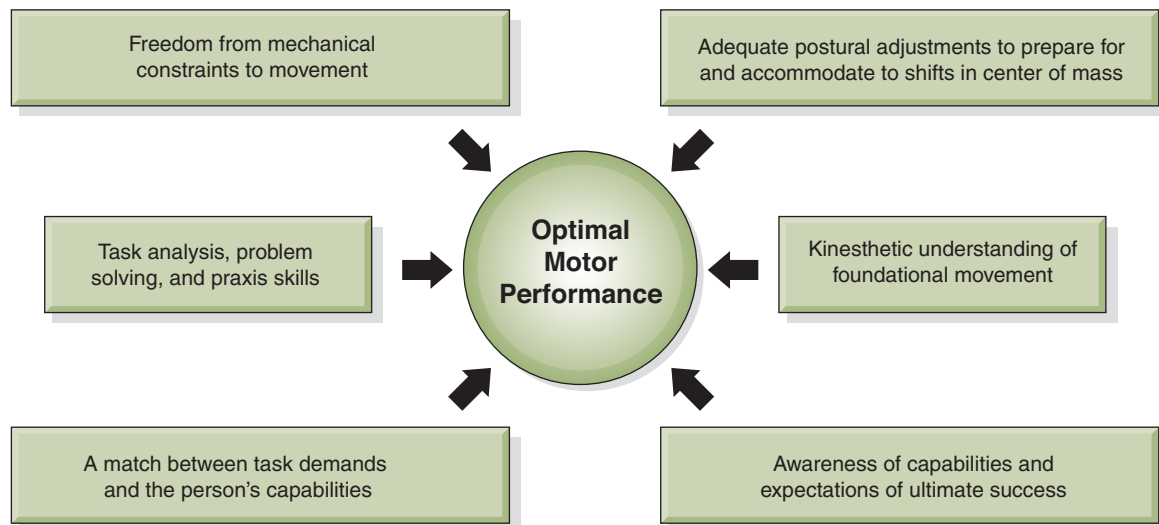 Freedom from mechanical
constraints to movement
Adequate postural adjustments to prepare for
and accommodate to shifts in center of mass
Task analysis, problem
solving, and praxis skills
Optimal
Motor
Performance
Kinesthetic understanding of
foundational movement
A match between task demands
and the person's capabilities
Awareness of capabilities and
expectations of ultimate success